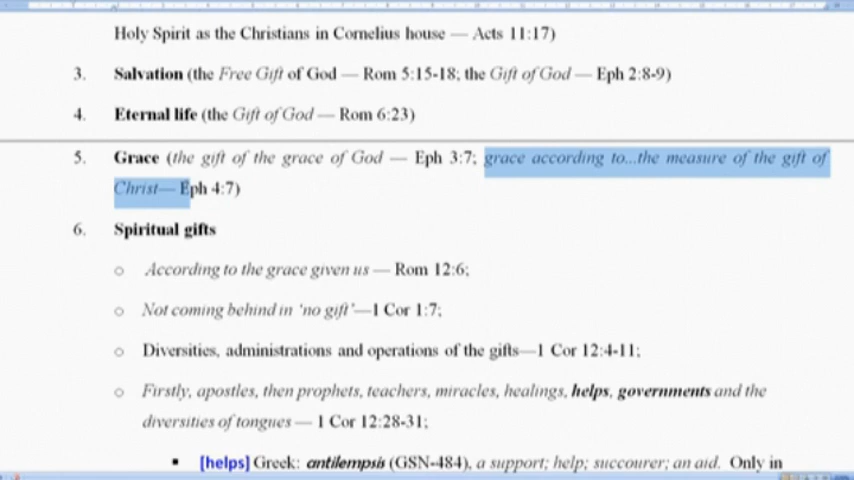 Holy Spirit as the Christians in Cornelius house — Acts 11:17)
3. Salvation (the Free Gift of God — Rom 5:15-18; the Gift of God — Eph 2:8-9)
4. Eternal life (the Gift of God — Rom 6:23)
5. Grace (the gift of the grace of God — Eph 3:7; grace according to...the measure of the gift of
Christ— Eph 4:7)
6. Spiritual gifts
○ According to the grace given us — Rom 12:6;
○ Not coming behind in ‘no gift’—1 Cor 1:7;
○ Diversities, administrations and operations of the gifts—1 Cor 12:4-11;
○ Firstly, apostles, then prophets, teachers, miracles, healings, helps, governments and the
diversities of tongues — 1 Cor 12:28-31;
▪ [helps] Greek: antilempsis (GSN-484), a support; help; succourer; an aid. Only in